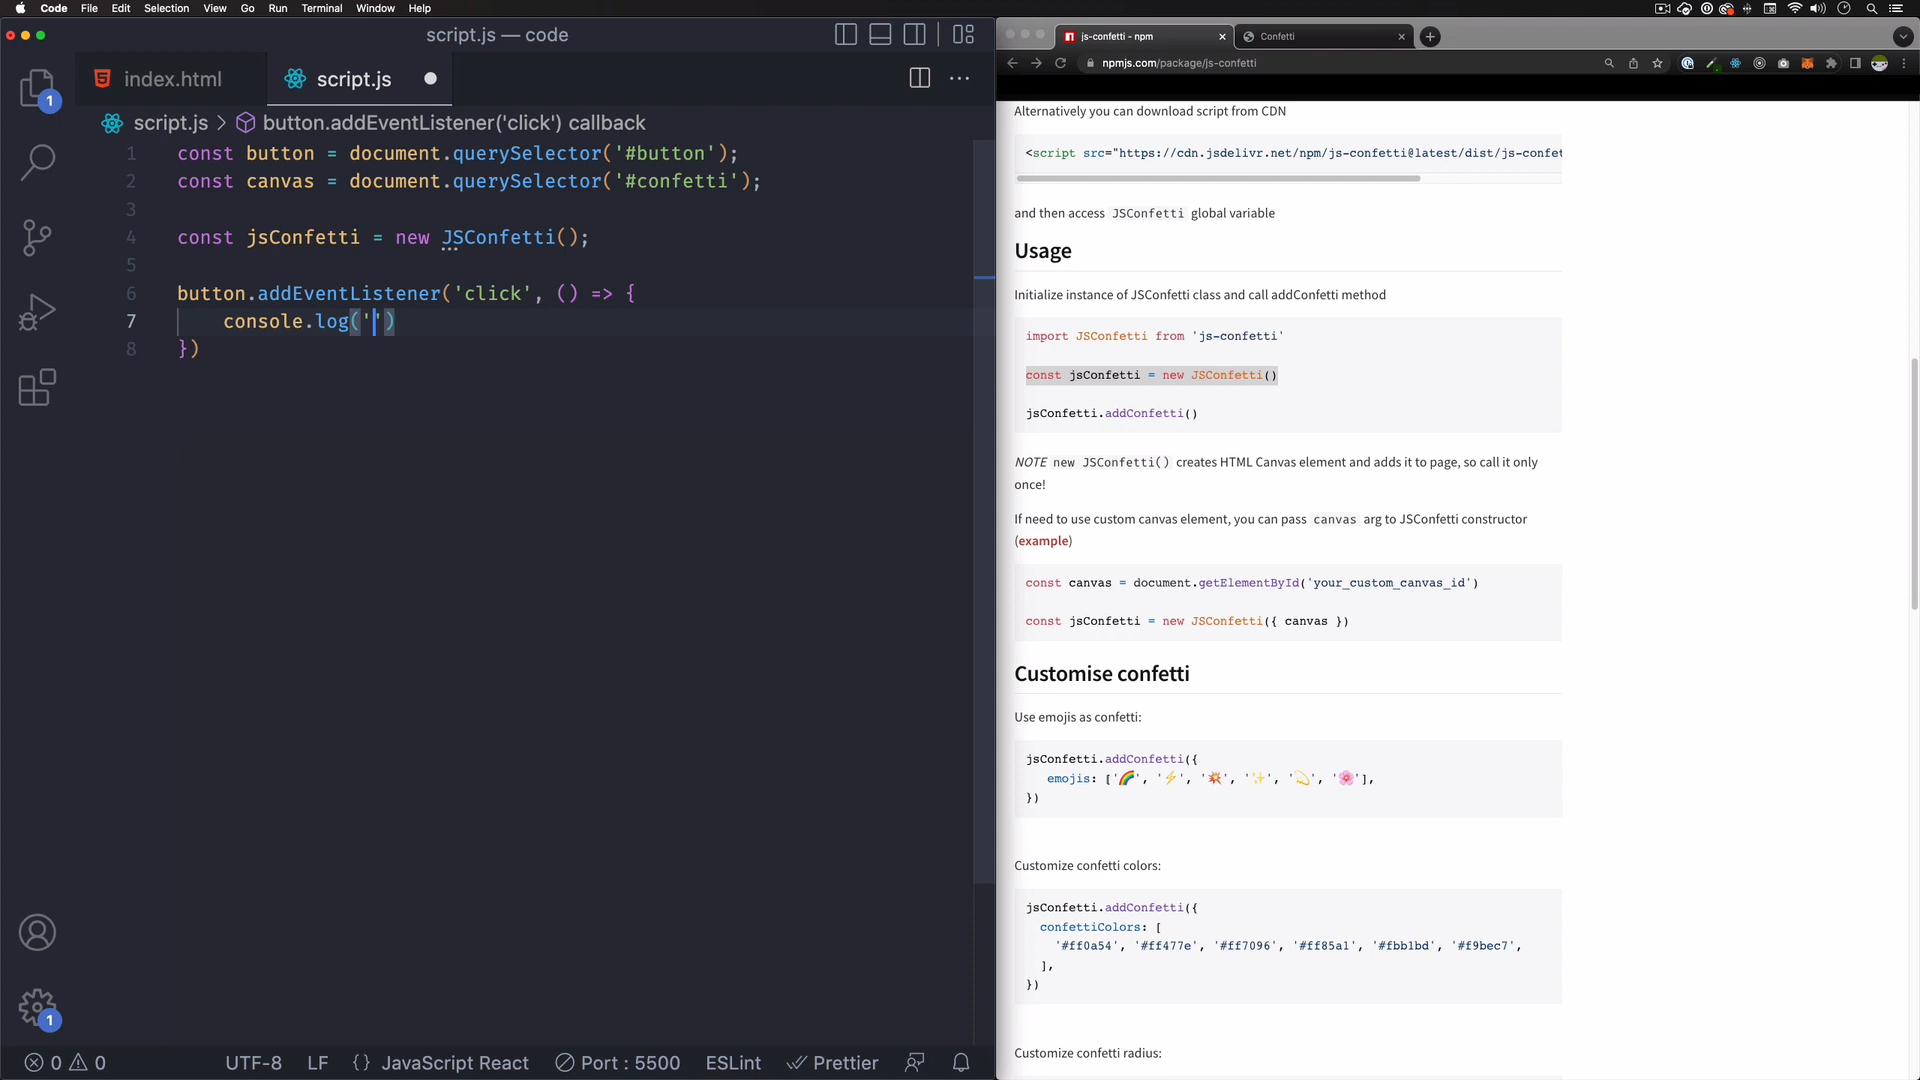 Code File Edit Selection View Go Run Terminal Window Help
script.js — code
index.html
script.js
script.js > button.addEventListener('click') callback
1 const button = document.querySelector('#button');
2 const canvas = document.querySelector('#confetti');
3
4 const jsConfetti = new JSConfetti();
5
6 button.addEventListener('click', () => {
7 console.log('')
8 })
1
1
0 0
UTF-8
LF
{} JavaScript React
Port : 5500
ESLint
Prettier
js-confetti - npm
Confetti
npmjs.com/package/js-confetti
Alternatively you can download script from CDN
<script src="https://cdn.jsdelivr.net/npm/js-confetti@latest/dist/js-confet
and then access JSConfetti global variable
Usage
Initialize instance of JSConfetti class and call addConfetti method
import JSConfetti from 'js-confetti'
const jsConfetti = new JSConfetti()
jsConfetti.addConfetti()
NOTE new JSConfetti() creates HTML Canvas element and adds it to page, so call it only
once!
If need to use custom canvas element, you can pass canvas arg to JSConfetti constructor
(example)
const canvas = document.getElementById('your_custom_canvas_id')
const jsConfetti = new JSConfetti({ canvas })
Customise confetti
Use emojis as confetti:
jsConfetti.addConfetti({
emojis: ['🌈', '⚡️', '💥', '✨', '💫', '🌸'],
})
Customize confetti colors:
jsConfetti.addConfetti({
confettiColors: [
'#ff0a54', '#ff477e', '#ff7096', '#ff85a1', '#fbb1bd', '#f9bec7',
],
})
Customize confetti radius: